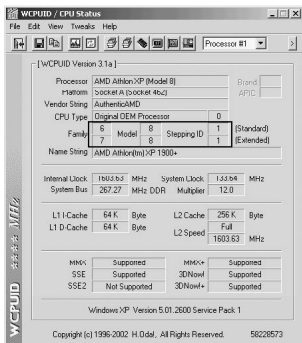 WCPUID / CPU Status
File Edit View Tweaks Help
Processor #1
[ WCPUID Version 3.1a ]
Processor AMD Athlon XP (Model 8) Brand
Platform Socket A (Socket 462) APIC
Vendor String AuthenticAMD
CPU Type Original OEM Processor 0
Family 6 Model 8 Stepping ID 1 (Standard)
7 8 1 (Extended)
Name String AMD Athlon(tm) XP 1900+
Internal Clock 1603.63 MHz System Clock 133.64 MHz
System Bus 267.27 MHz DDR Multiplier 12.0
L1 I-Cache 64 K Byte L2 Cache 256 K Byte
L1 D-Cache 64 K Byte L2 Speed Full
1603.63 MHz
MMX Supported MMX+ Supported
SSE Supported 3DNow! Supported
SSE2 Not Supported 3DNow!+ Supported
Windows XP Version 5.01.2600 Service Pack 1
Copyright (c) 1996-2002 H.Oda!, All Rights Reserved. 58228573
WCPUID **** MHz